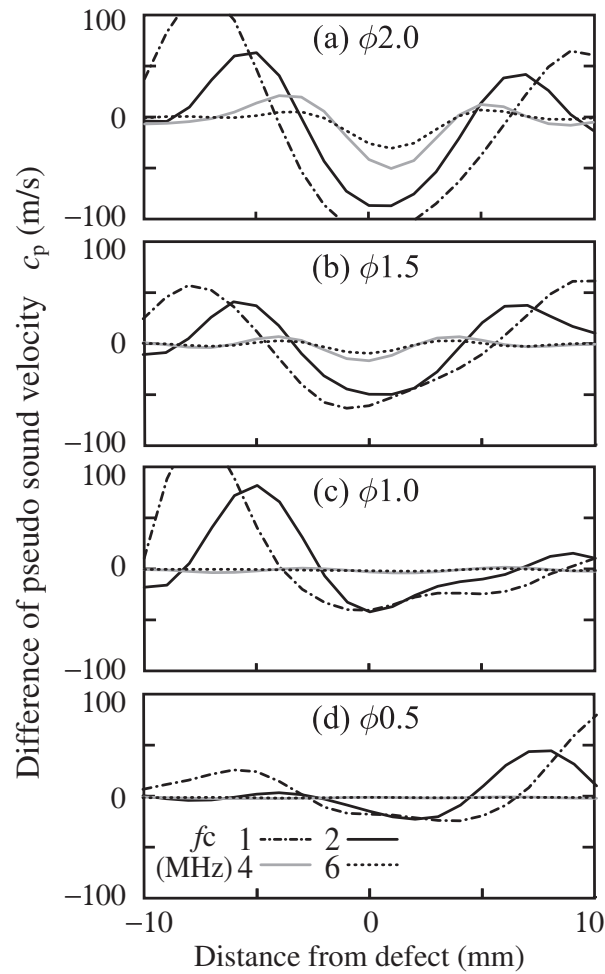 Difference of pseudo sound velocity cp (m/s)
100
(a) ϕ2.0
0
−100
100
(b) ϕ1.5
0
−100
100
(c) ϕ1.0
0
−100
100
(d) ϕ0.5
0
fc 1 2
(MHz) 4 6
−100
−10 0 10
Distance from defect (mm)